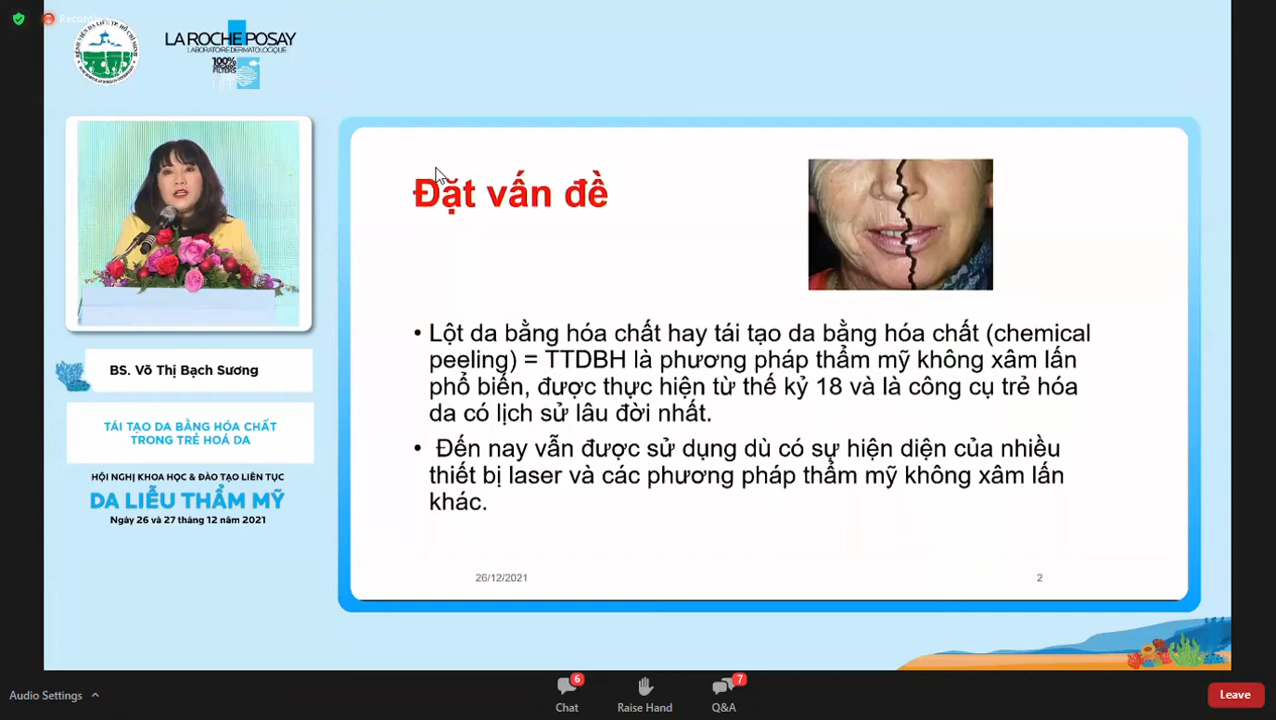 Recording
LA ROCHE POSAY
LABORATOIRE DERMATOLOGIQUE
100%
FILTERS
BS. Võ Thị Bạch Sương
TÁI TẠO DA BẰNG HÓA CHẤT
TRONG TRẺ HOÁ DA
HỘI NGHỊ KHOA HỌC & ĐÀO TẠO LIÊN TỤC
DA LIỄU THẨM MỸ
Ngày 26 và 27 tháng 12 năm 2021
Đặt vấn đề
• Lột da bằng hóa chất hay tái tạo da bằng hóa chất (chemical
peeling) = TTDBH là phương pháp thẩm mỹ không xâm lấn
phổ biến, được thực hiện từ thế kỷ 18 và là công cụ trẻ hóa
da có lịch sử lâu đời nhất.
• Đến nay vẫn được sử dụng dù có sự hiện diện của nhiều
thiết bị laser và các phương pháp thẩm mỹ không xâm lấn
khác.
26/12/2021
2
Audio Settings
6
Chat
Raise Hand
7
Q&A
Leave